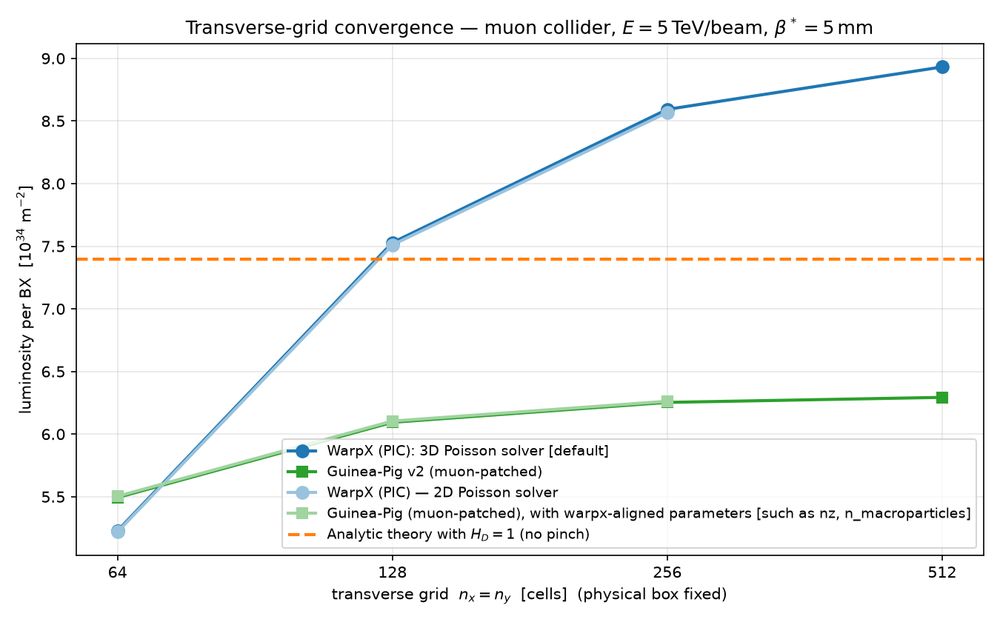 Transverse-grid convergence — muon collider, E = 5 TeV/beam, β* = 5 mm
luminosity per BX [10³⁴ m⁻²]
9.0
8.5
8.0
7.5
7.0
6.5
6.0
5.5
WarpX (PIC): 3D Poisson solver [default]
Guinea-Pig v2 (muon-patched)
WarpX (PIC) — 2D Poisson solver
Guinea-Pig (muon-patched), with warpx-aligned parameters [such as nz, n_macroparticles]
Analytic theory with H_D = 1 (no pinch)
64 128 256 512
transverse grid n_x = n_y [cells] (physical box fixed)